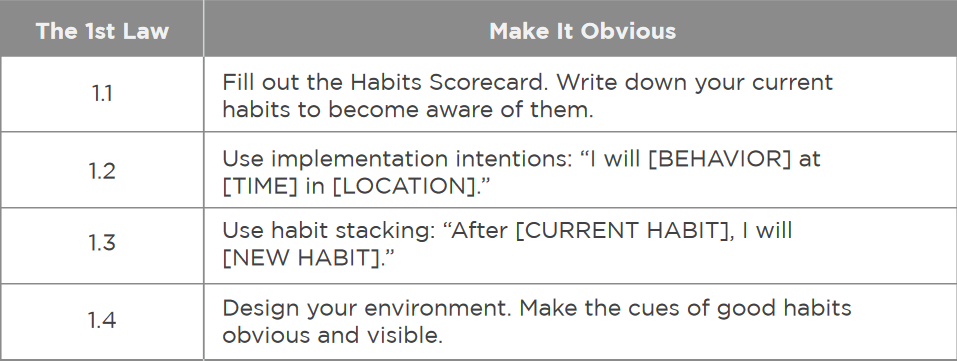 The 1st Law
Make It Obvious
1.1
Fill out the Habits Scorecard. Write down your current
habits to become aware of them.
1.2
Use implementation intentions: “I will [BEHAVIOR] at
[TIME] in [LOCATION].”
1.3
Use habit stacking: “After [CURRENT HABIT], I will
[NEW HABIT].”
1.4
Design your environment. Make the cues of good habits
obvious and visible.